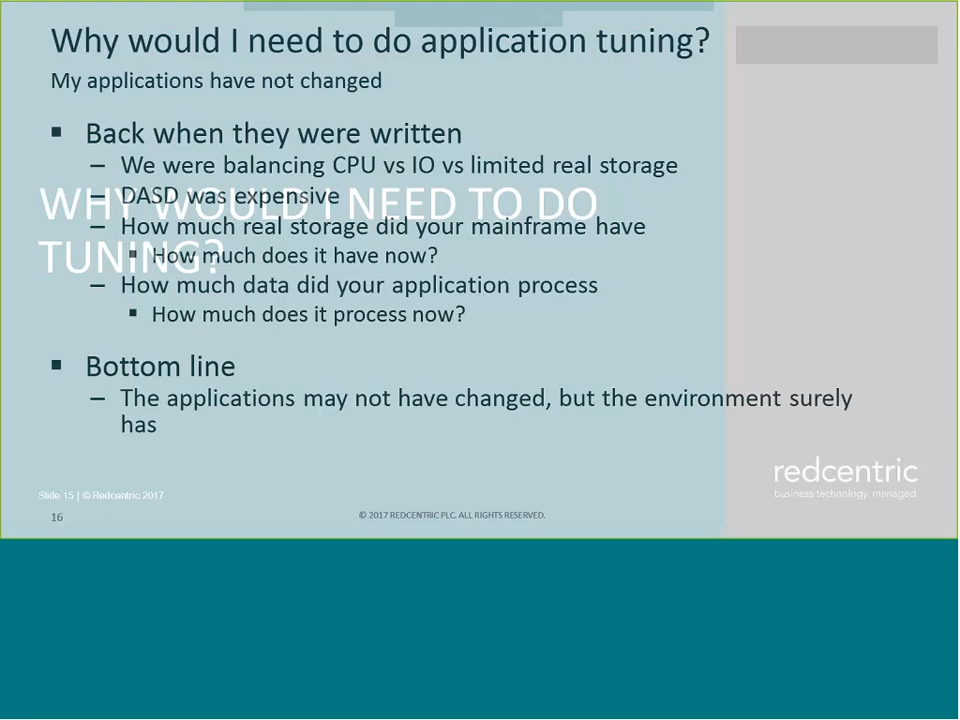 Why would I need to do application tuning?
My applications have not changed
▪ Back when they were written
– We were balancing CPU vs IO vs limited real storage
– DASD was expensive
WHY WOULD I NEED TO DO
– How much real storage did your mainframe have
TUNING?
▪ How much does it have now?
– How much data did your application process
▪ How much does it process now?
▪ Bottom line
– The applications may not have changed, but the environment surely
has
redcentric
business technology managed
Slide 15 | © Redcentric 2017
16
© 2017 REDCENTRIC PLC. ALL RIGHTS RESERVED.